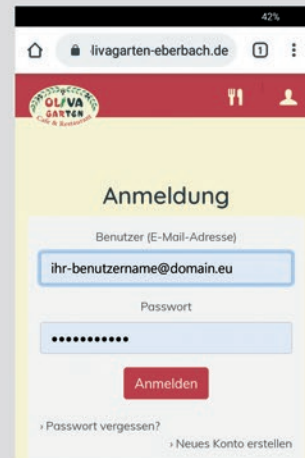 42%
livagarten-eberbach.de
1
OLIVA
GARTEN
Cafe & Restaurant
Anmeldung
Benutzer (E-Mail-Adresse)
ihr-benutzername@domain.eu
Passwort
•••••••••••
Anmelden
› Passwort vergessen?
› Neues Konto erstellen